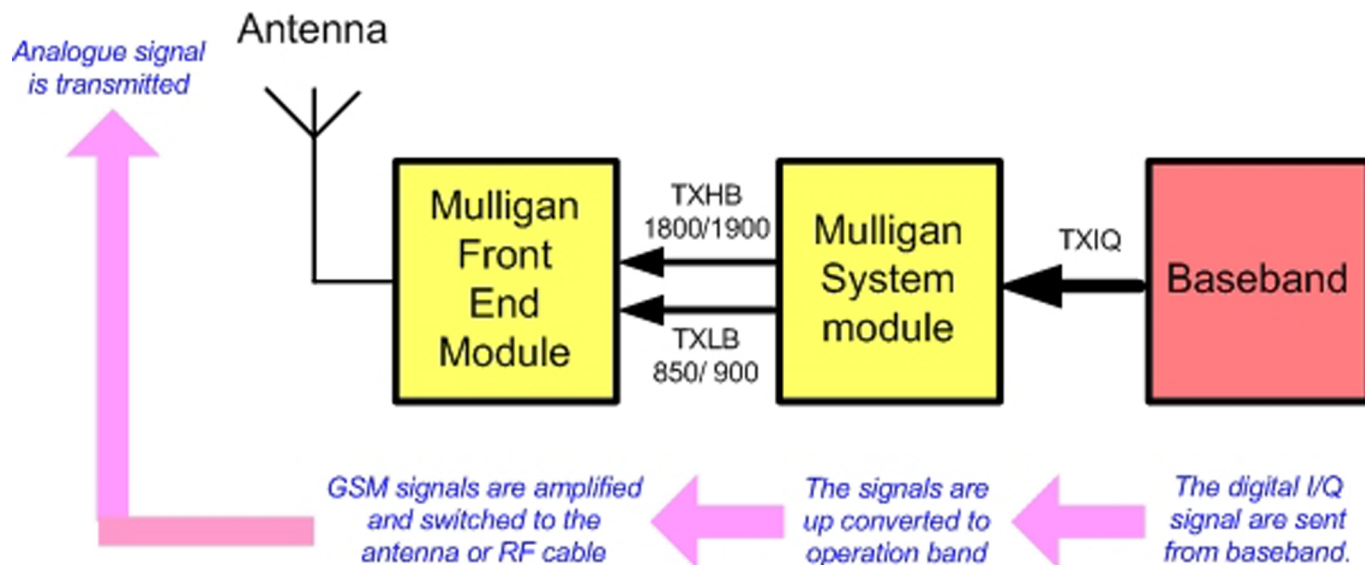 Analogue signal
is transmitted
Antenna
Mulligan
Front
End
Module
TXHB
1800/1900
TXLB
850/ 900
Mulligan
System
module
TXIQ
Baseband
GSM signals are amplified
and switched to the
antenna or RF cable
The signals are
up converted to
operation band
The digital I/Q
signal are sent
from baseband.